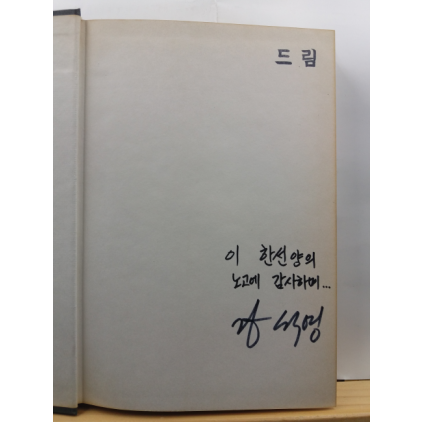 드림
이 한선양의
노고에 감사하며...